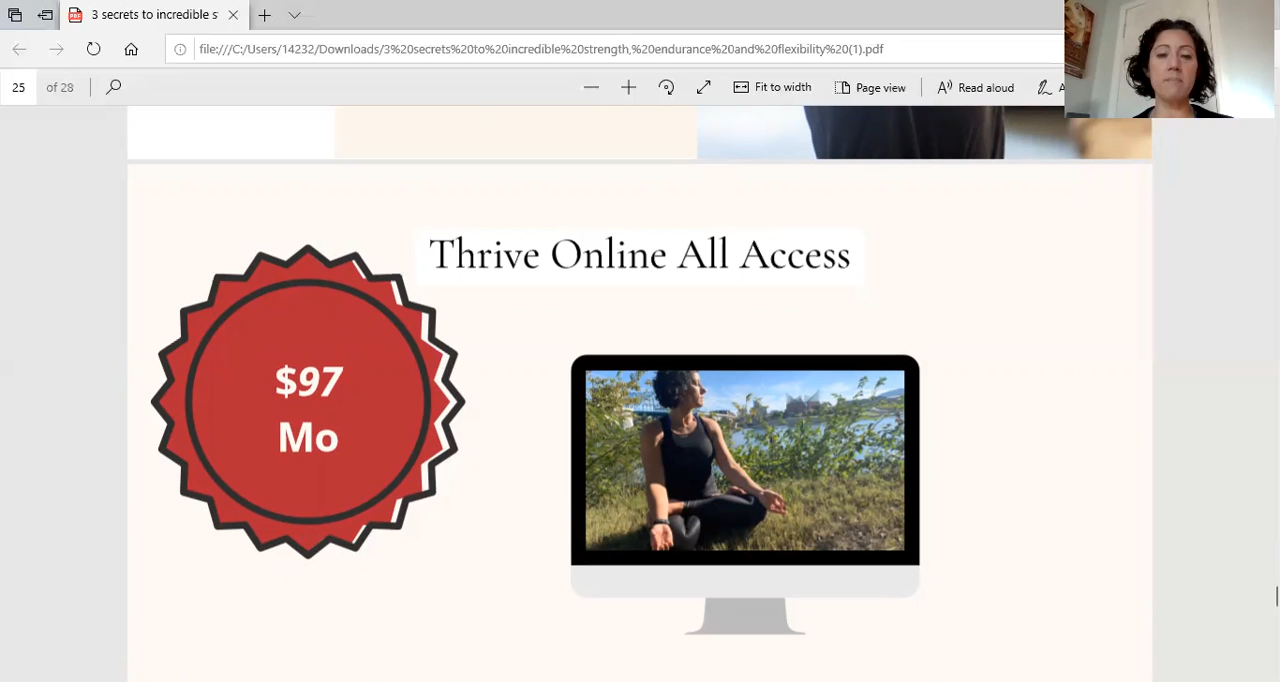 3 secrets to incredible s
file:///C:/Users/14232/Downloads/3%20secrets%20to%20incredible%20strength,%20endurance%20and%20flexibility%20(1).pdf
25 of 28
Fit to width
Page view
Read aloud
Thrive Online All Access
$97
Mo